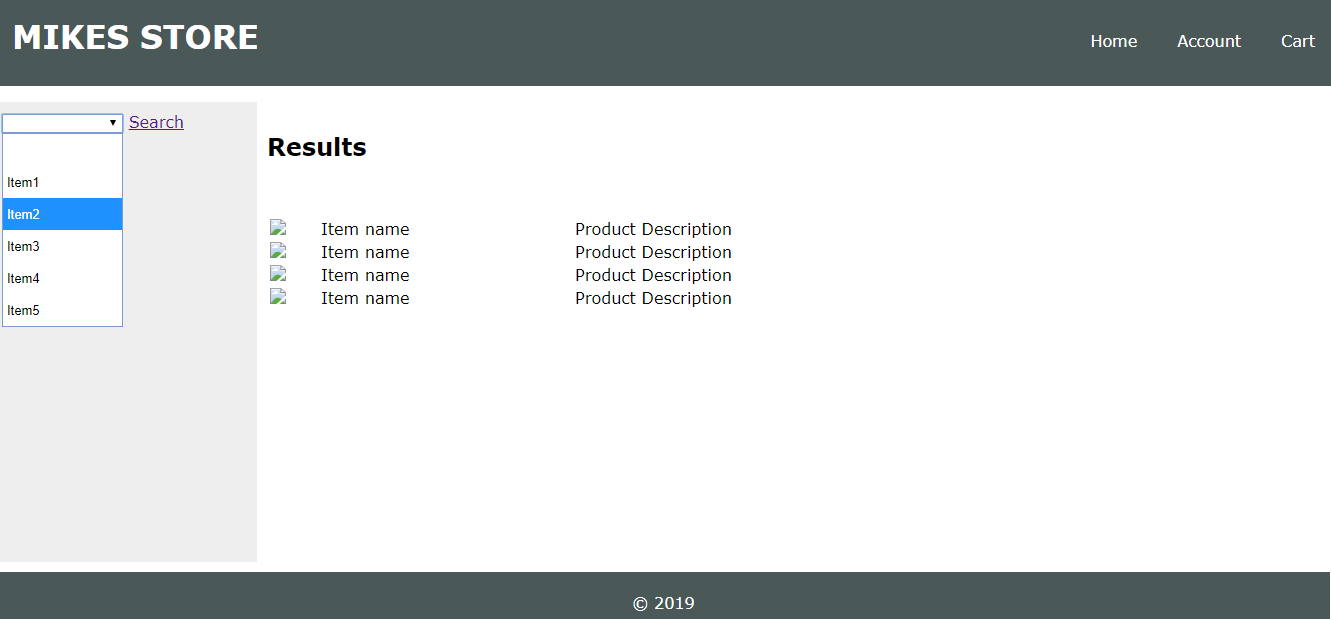 MIKES STORE
Home Account Cart
Search
Item1
Item2
Item3
Item4
Item5
Results
Item name Product Description
Item name Product Description
Item name Product Description
Item name Product Description
© 2019